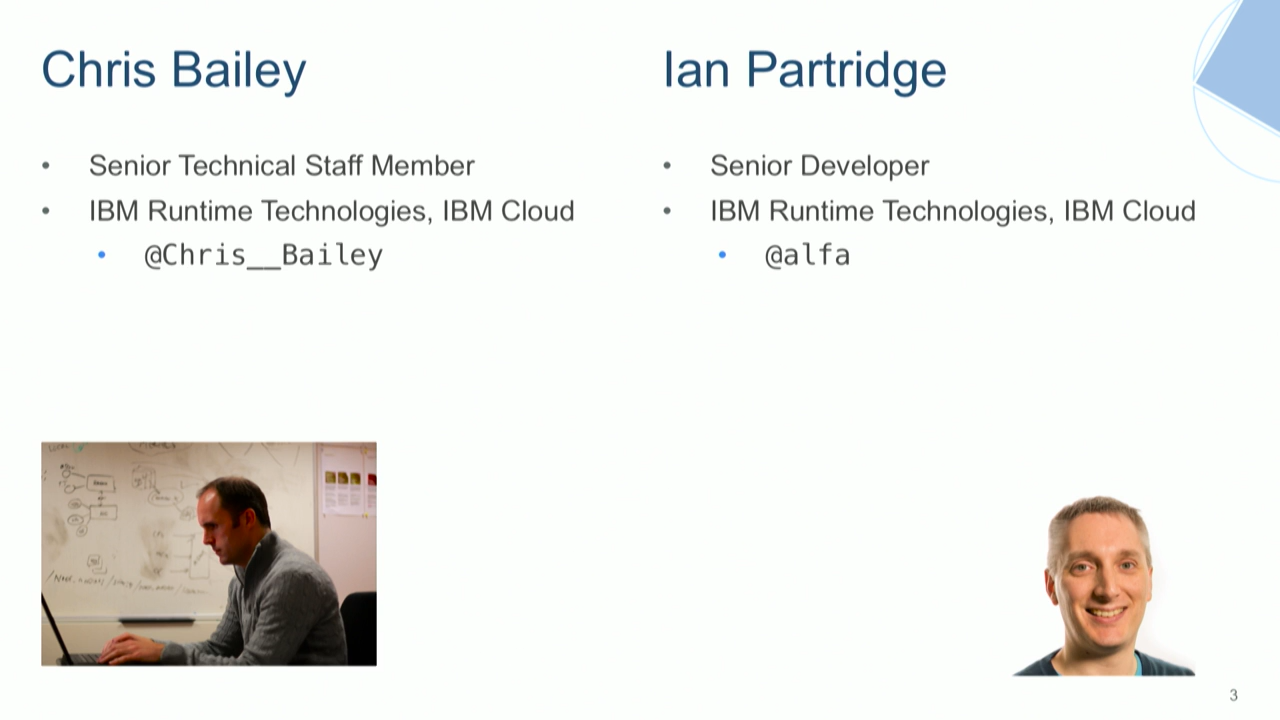 Chris Bailey
• Senior Technical Staff Member
• IBM Runtime Technologies, IBM Cloud
• @Chris__Bailey
Ian Partridge
• Senior Developer
• IBM Runtime Technologies, IBM Cloud
• @alfa
3